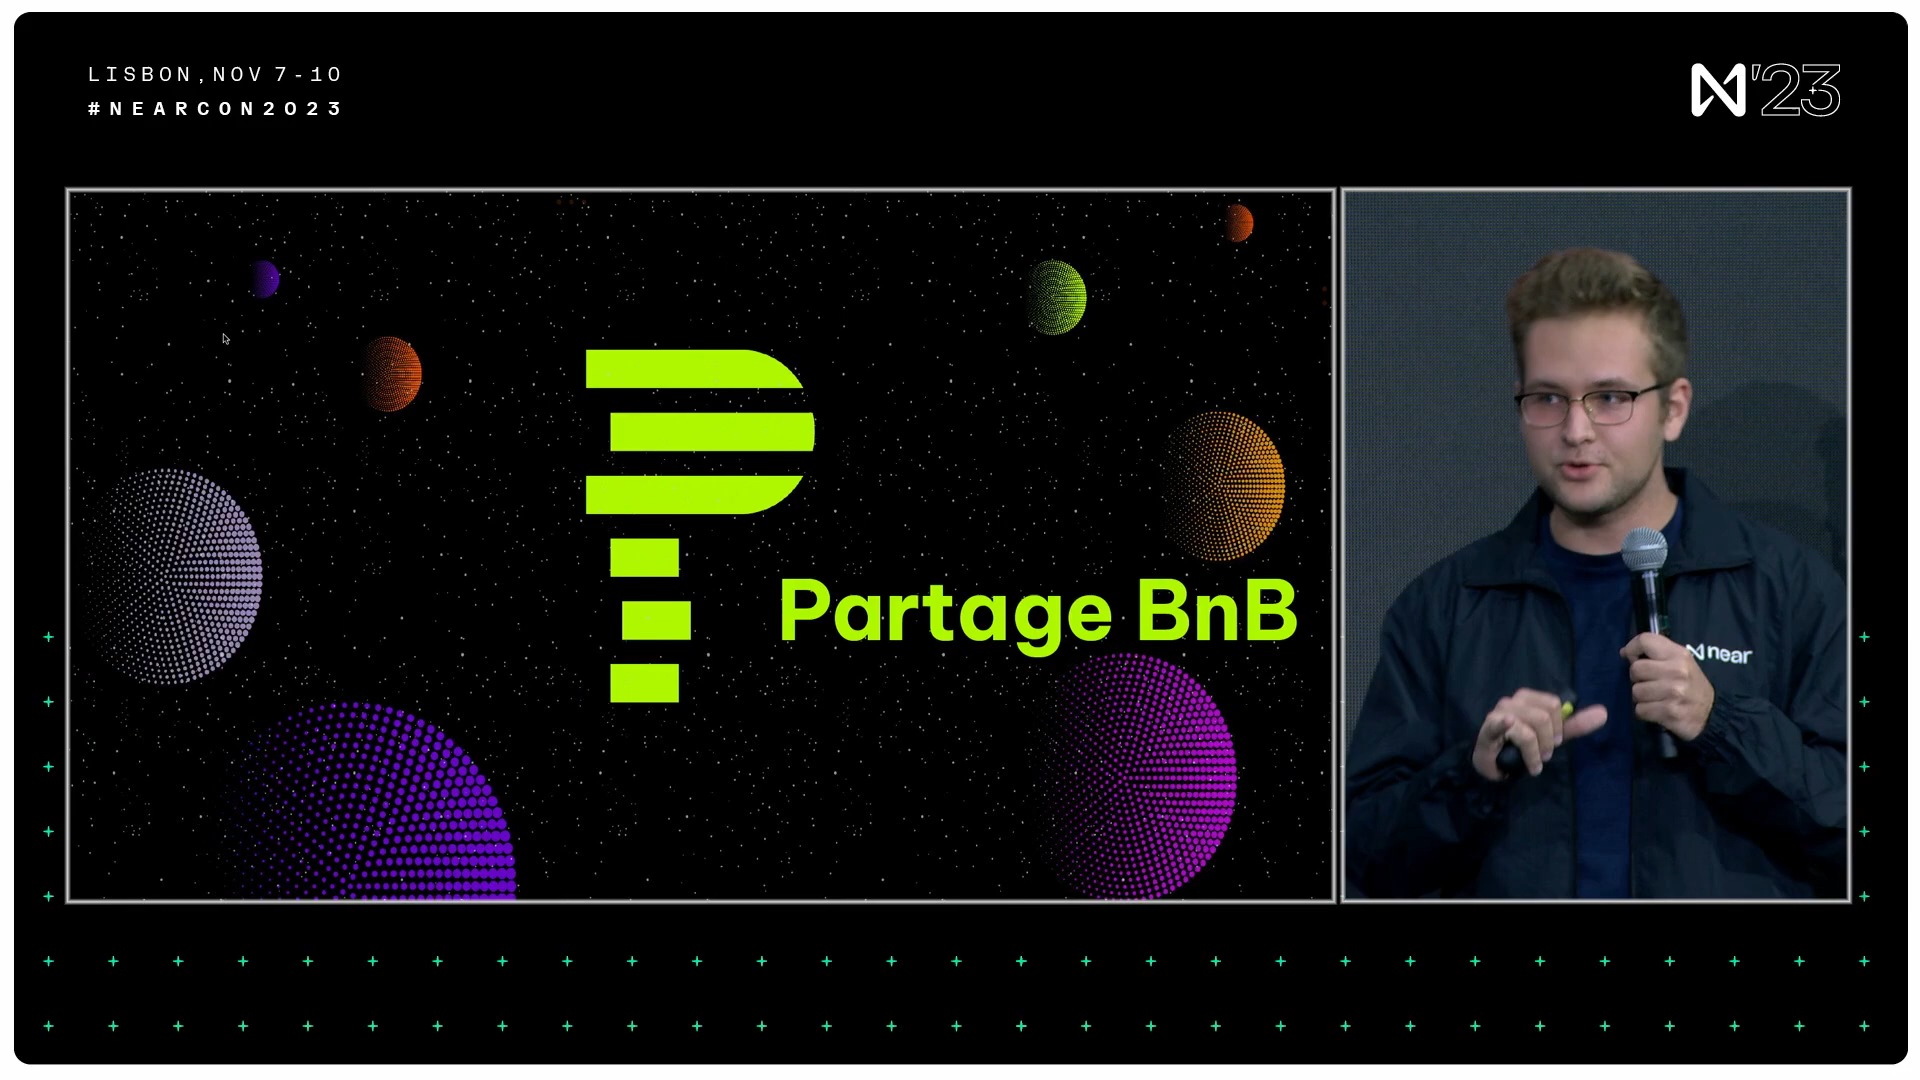 LISBON, NOV 7-10
#NEARCON2023
N'23
Partage BnB
near